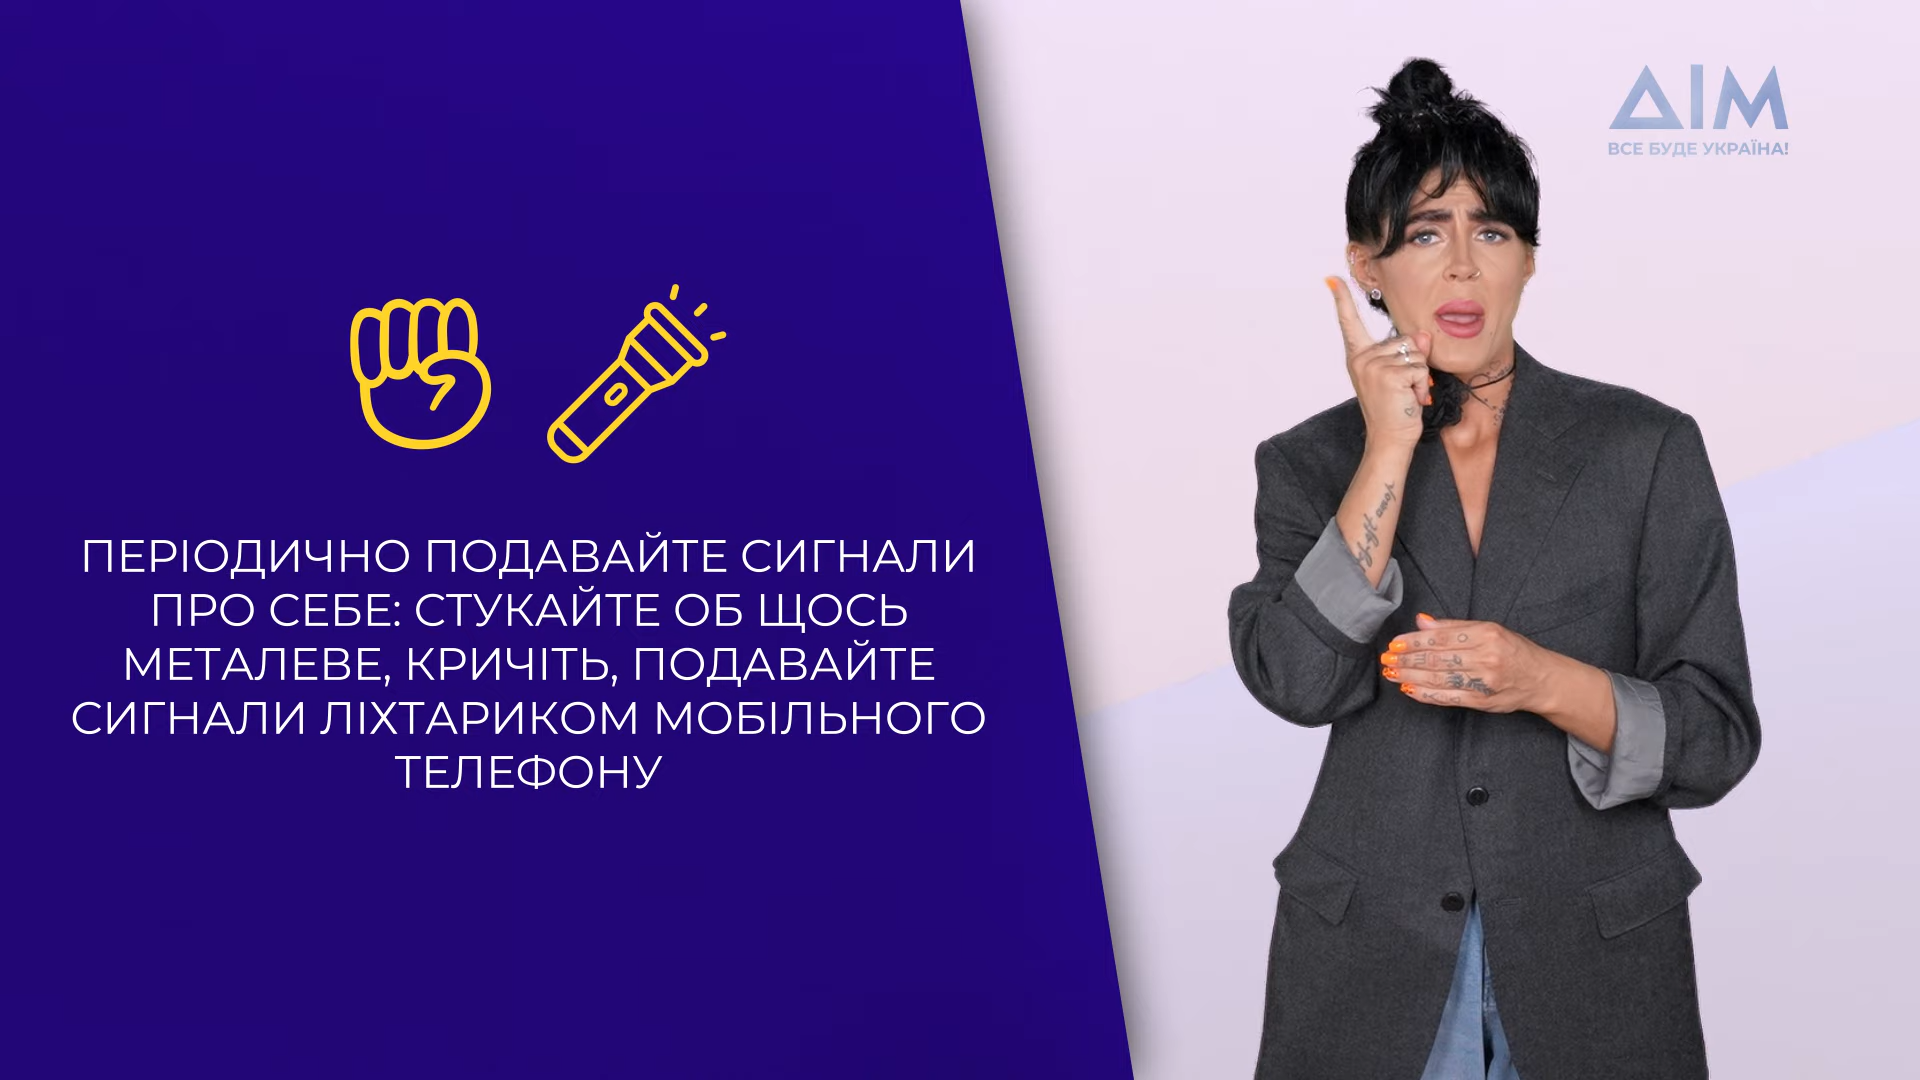 ПЕРІОДИЧНО ПОДАВАЙТЕ СИГНАЛИ
ПРО СЕБЕ: СТУКАЙТЕ ОБ ЩОСЬ
МЕТАЛЕВЕ, КРИЧІТЬ, ПОДАВАЙТЕ
СИГНАЛИ ЛІХТАРИКОМ МОБІЛЬНОГО
ТЕЛЕФОНУ
ДІМ
ВСЕ БУДЕ УКРАЇНА!